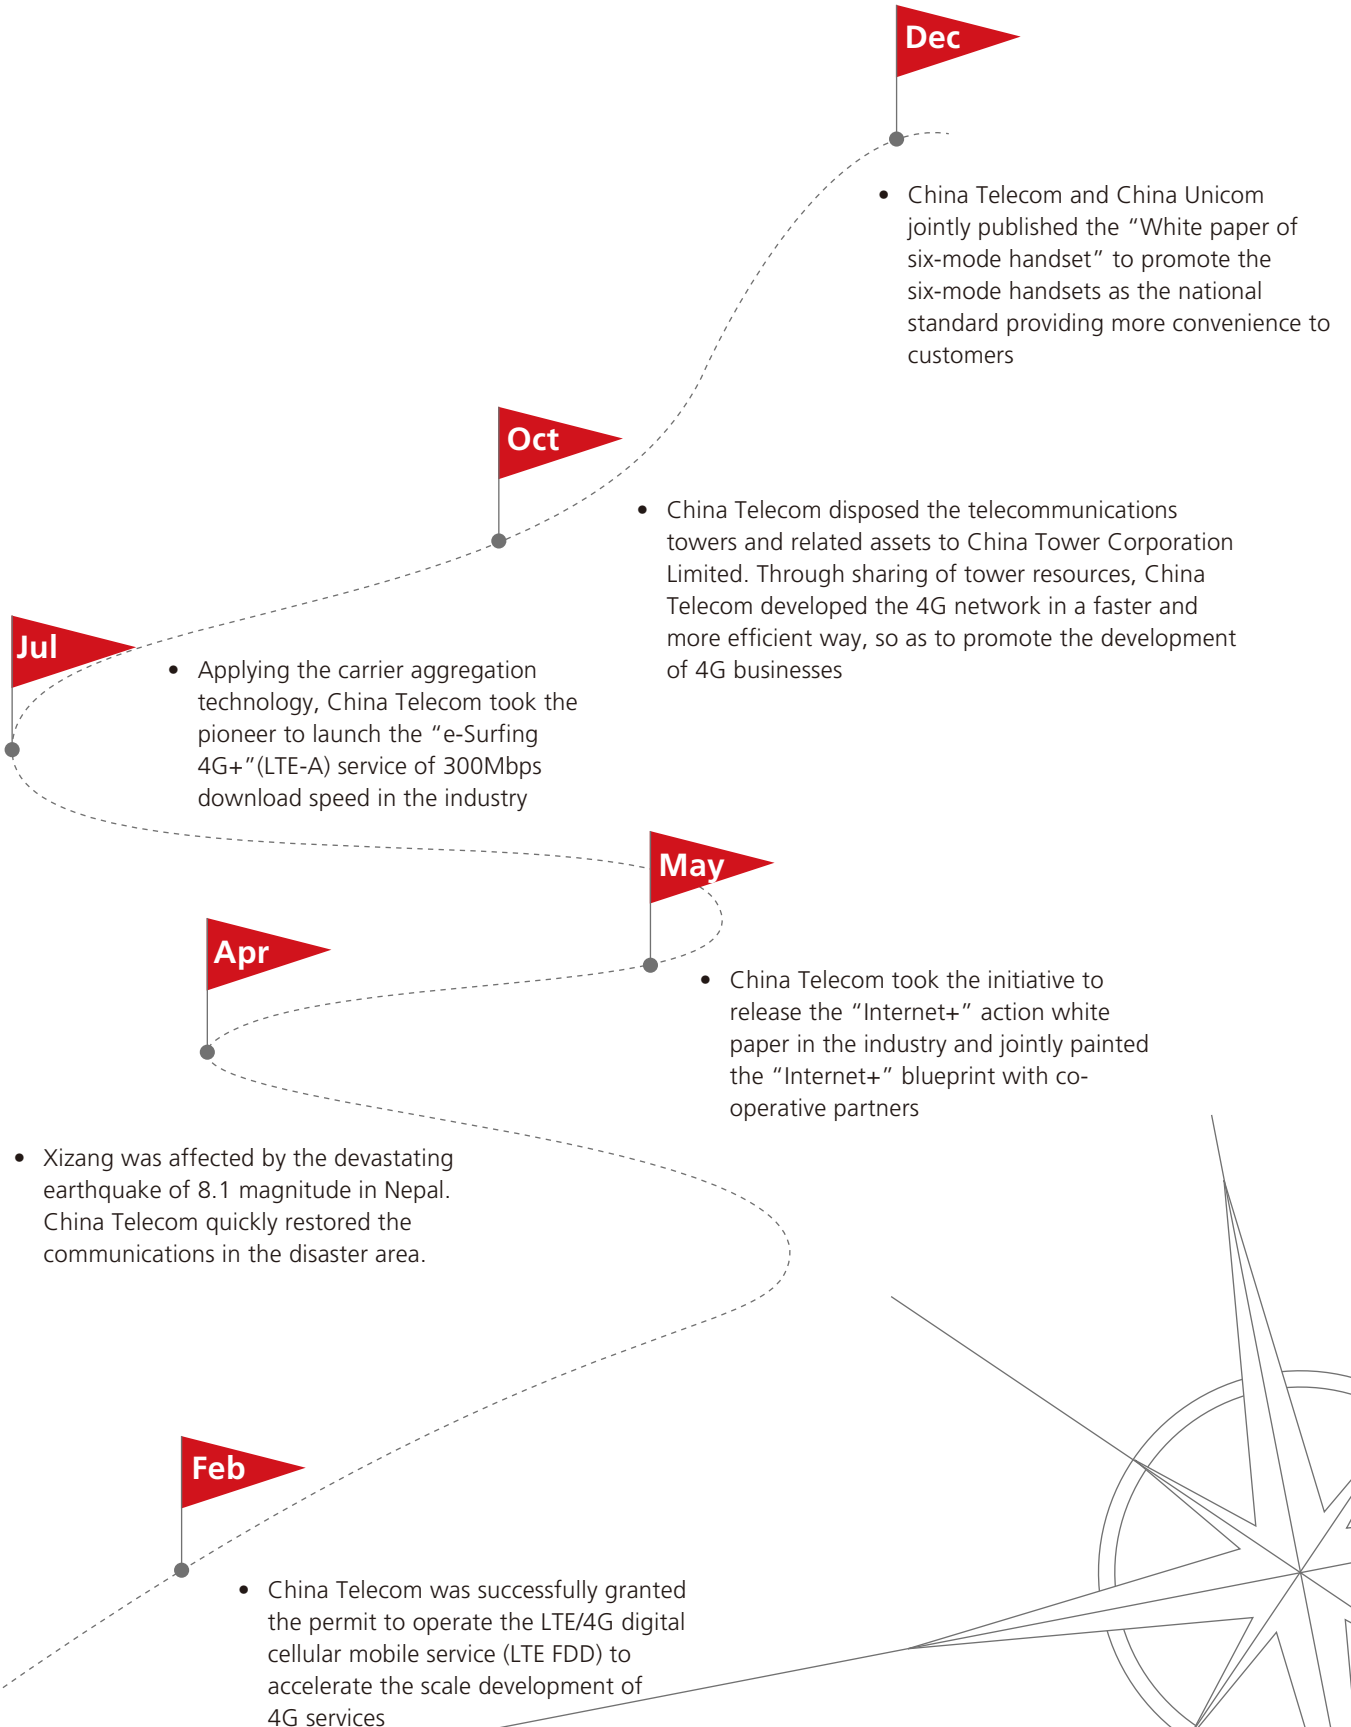 Dec
• China Telecom and China Unicom
jointly published the “White paper of
six-mode handset” to promote the
six-mode handsets as the national
standard providing more convenience to
customers
Oct
• China Telecom disposed the telecommunications
towers and related assets to China Tower Corporation
Limited. Through sharing of tower resources, China
Telecom developed the 4G network in a faster and
more efficient way, so as to promote the development
of 4G businesses
Jul
• Applying the carrier aggregation
technology, China Telecom took the
pioneer to launch the “e-Surfing
4G+”(LTE-A) service of 300Mbps
download speed in the industry
May
• China Telecom took the initiative to
release the “Internet+” action white
paper in the industry and jointly painted
the “Internet+” blueprint with co-
operative partners
Apr
• Xizang was affected by the devastating
earthquake of 8.1 magnitude in Nepal.
China Telecom quickly restored the
communications in the disaster area.
Feb
• China Telecom was successfully granted
the permit to operate the LTE/4G digital
cellular mobile service (LTE FDD) to
accelerate the scale development of
4G services